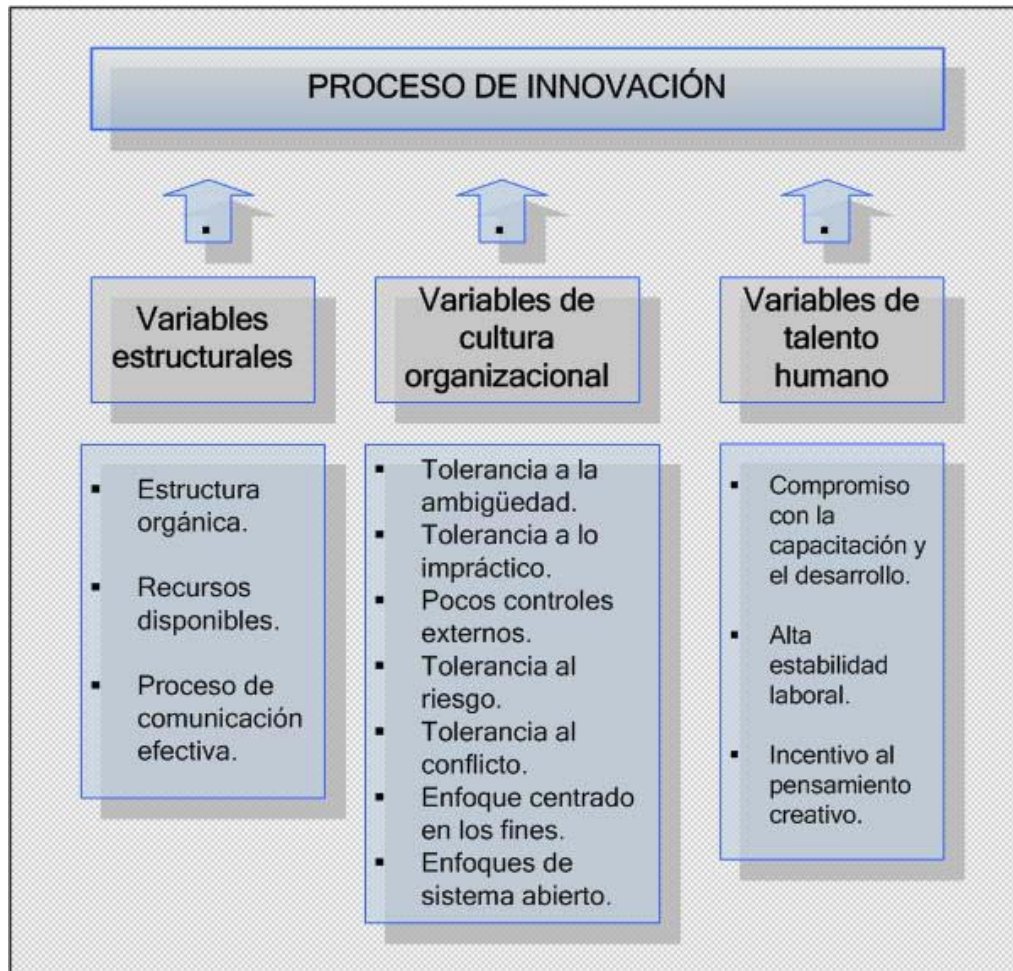 PROCESO DE INNOVACIÓN
Variables
estructurales
Variables de
cultura
organizacional
Variables de
talento
humano
▪ Estructura
orgánica.
▪ Recursos
disponibles.
▪ Proceso de
comunicación
efectiva.
▪ Tolerancia a la
ambigüedad.
▪ Tolerancia a lo
impráctico.
▪ Pocos controles
externos.
▪ Tolerancia al
riesgo.
▪ Tolerancia al
conflicto.
▪ Enfoque centrado
en los fines.
▪ Enfoques de
sistema abierto.
▪ Compromiso
con la
capacitación y
el desarrollo.
▪ Alta
estabilidad
laboral.
▪ Incentivo al
pensamiento
creativo.